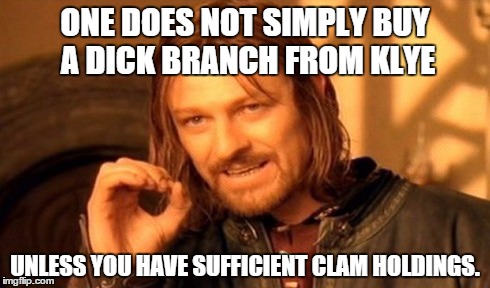 ONE DOES NOT SIMPLY BUY
A DICK BRANCH FROM KLYE
UNLESS YOU HAVE SUFFICIENT CLAM HOLDINGS.
imgflip.com